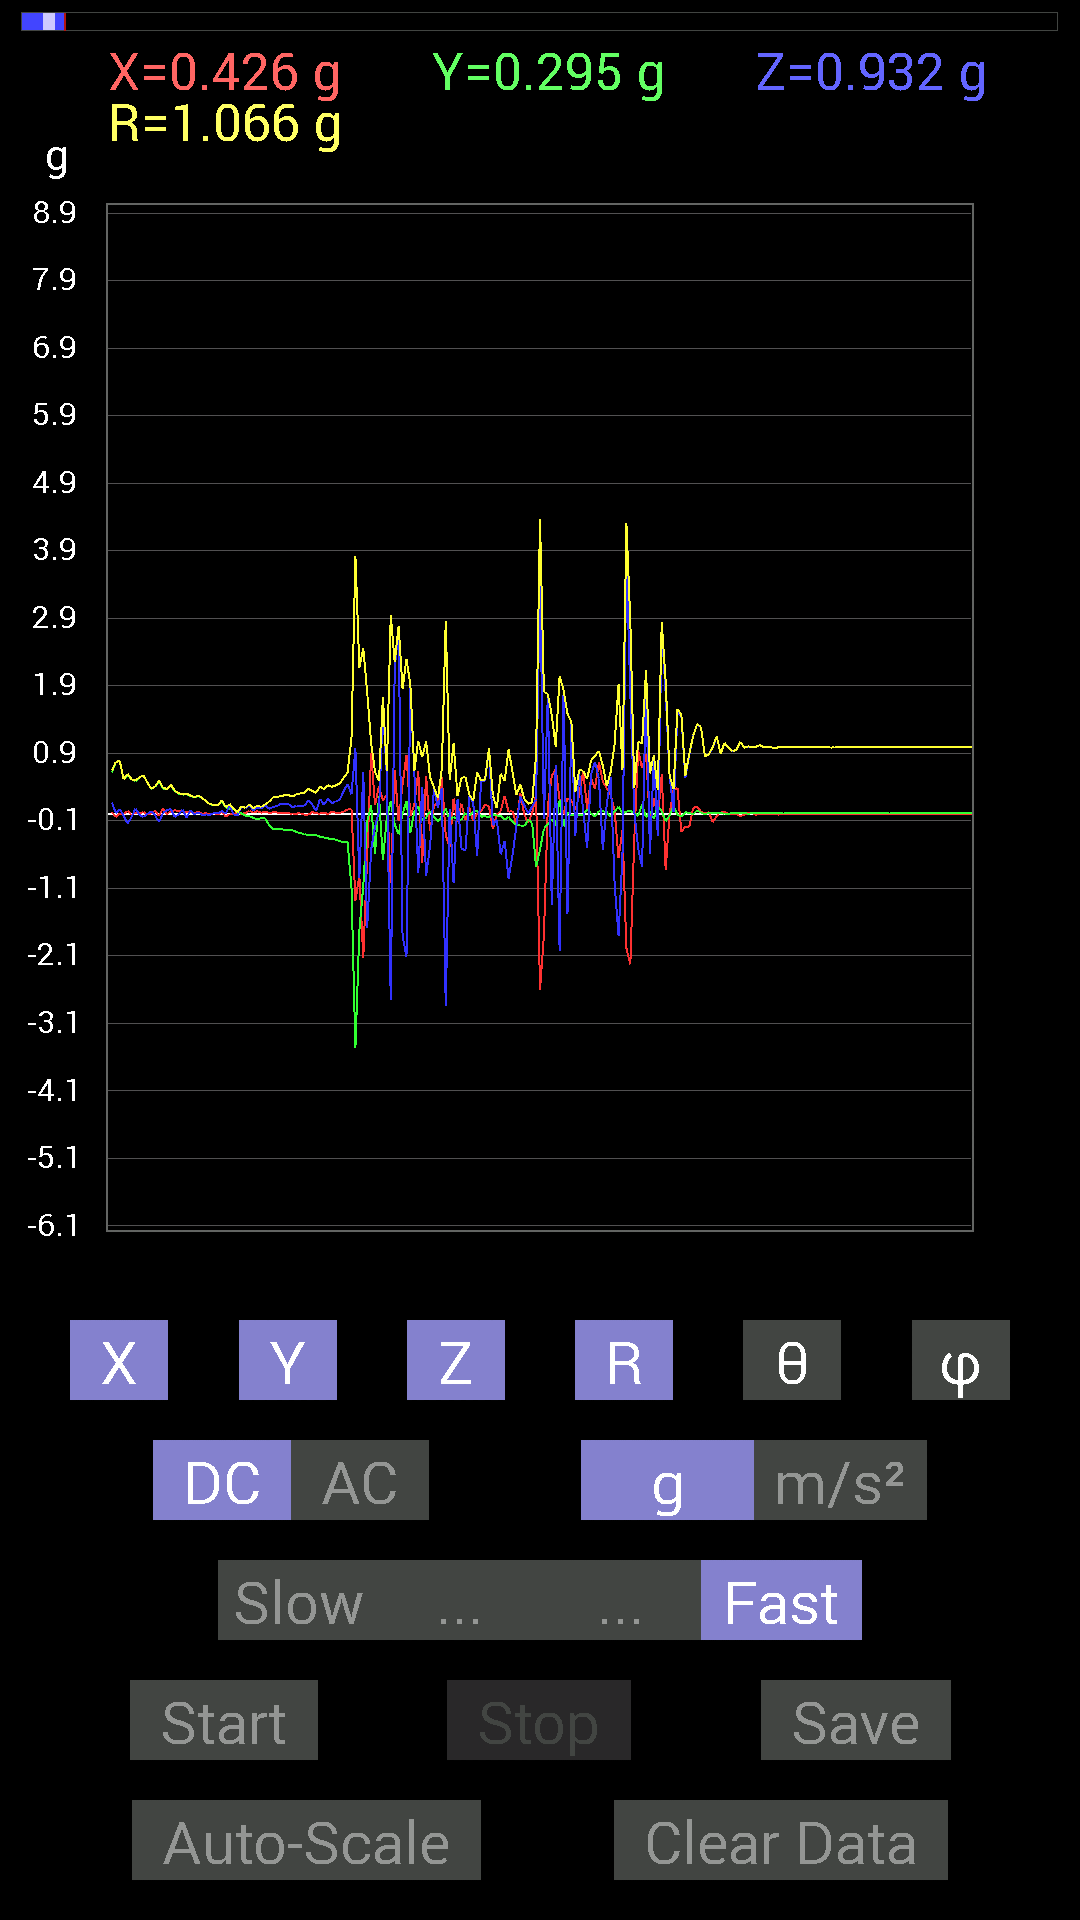 X=0.426 g Y=0.295 g Z=0.932 g
R=1.066 g
g
8.9
7.9
6.9
5.9
4.9
3.9
2.9
1.9
0.9
-0.1
-1.1
-2.1
-3.1
-4.1
-5.1
-6.1
X Y Z R θ φ
DC AC g m/s²
Slow ... ... Fast
Start Stop Save
Auto-Scale Clear Data